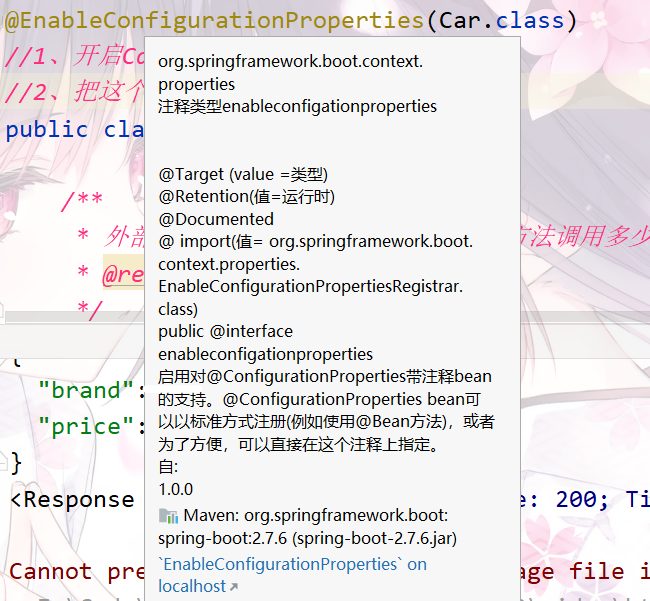 @EnableConfigurationProperties(Car.class)
//1、开启Ca
//2、把这个
public cla
/**
* 外部
方法调用多少
* @re
*/
org.springframework.boot.context.
properties
注释类型enableconfigationproperties
@Target (value =类型)
@Retention(值=运行时)
@Documented
@ import(值= org.springframework.boot.
context.properties.
EnableConfigurationPropertiesRegistrar.
class)
public @interface
enableconfigationproperties
启用对@ConfigurationProperties带注释bean
的支持。@ConfigurationProperties bean可
以以标准方式注册(例如使用@Bean方法)，或者
为了方便，可以直接在这个注释上指定。
自:
1.0.0
Maven: org.springframework.boot:
spring-boot:2.7.6 (spring-boot-2.7.6.jar)
`EnableConfigurationProperties` on
localhost
{
"brand":
"price":
}
<Response
e: 200; Ti
Cannot pre
age file i